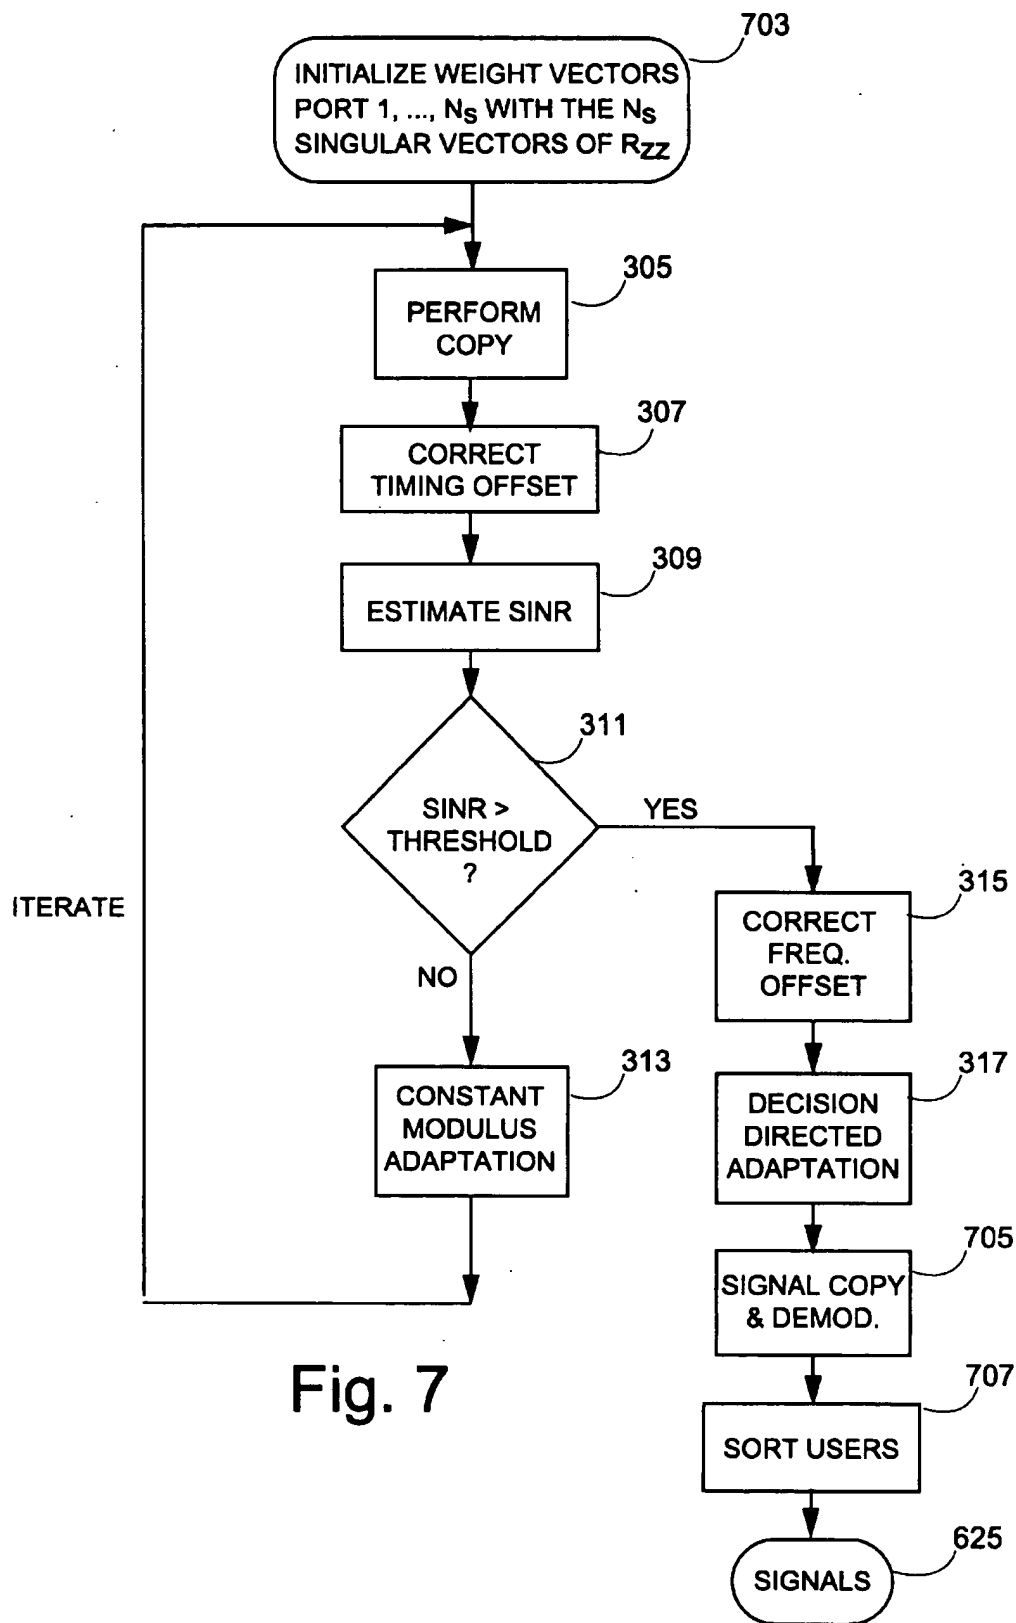 703
INITIALIZE WEIGHT VECTORS
PORT 1, ..., NS WITH THE NS
SINGULAR VECTORS OF RZZ
305
PERFORM
COPY
307
CORRECT
TIMING OFFSET
309
ESTIMATE SINR
311
SINR >
THRESHOLD
?
YES
NO
ITERATE
313
CONSTANT
MODULUS
ADAPTATION
315
CORRECT
FREQ.
OFFSET
317
DECISION
DIRECTED
ADAPTATION
705
SIGNAL COPY
& DEMOD.
707
SORT USERS
625
SIGNALS
Fig. 7